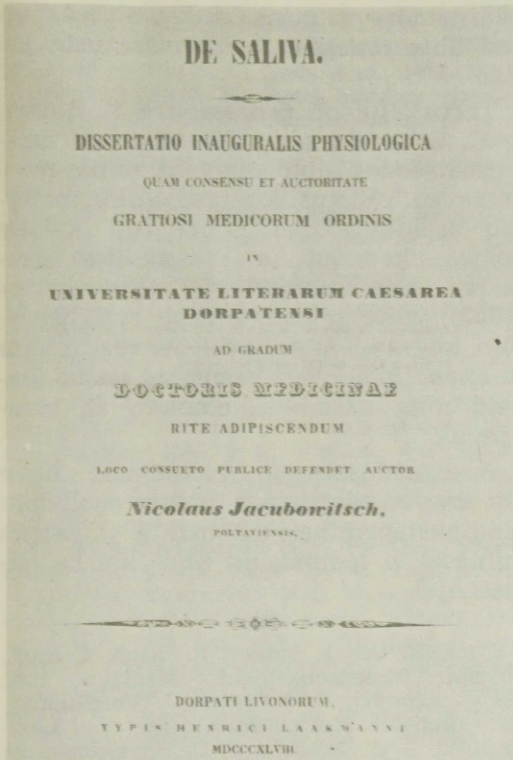 DE SALIVA.
DISSERTATIO INAUGURALIS PHYSIOLOGICA
QUAM CONSENSU ET AUCTORITATE
GRATIOSI MEDICORUM ORDINIS
IN
UNIVERSITATE LITERARUM CAESAREA
DORPATENSI
AD GRADUM
DOCTORIS MEDICINAE
RITE ADIPISCENDUM
LOCO CONSUETO PUBLICE DEFENDET AUCTOR
Nicolaus Jacubowitsch,
POLTAVIENSIS.
DORPATI LIVONORUM.
TYPIS HENRICI LAAKMANNI
MDCCCXLVIII.